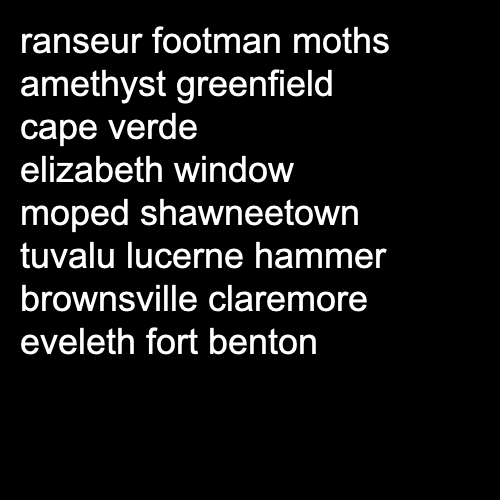 ranseur footman moths
amethyst greenfield
cape verde
elizabeth window
moped shawneetown
tuvalu lucerne hammer
brownsville claremore
eveleth fort benton